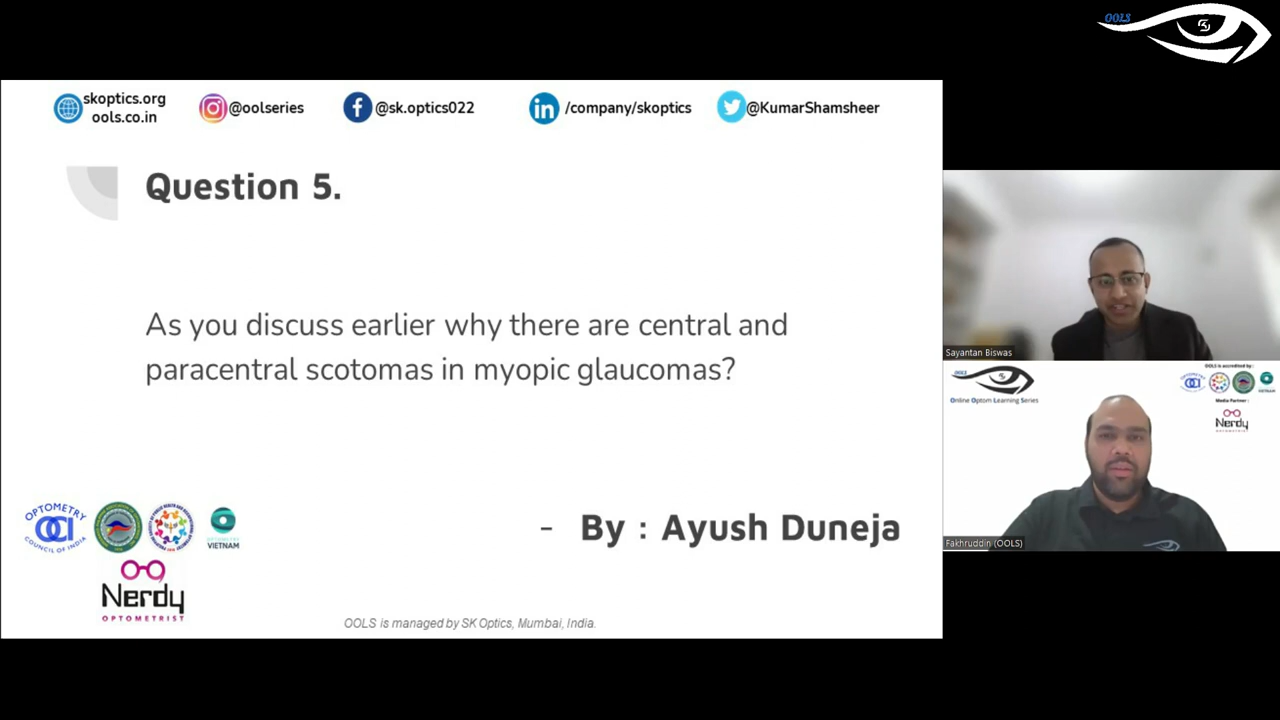 OOLS
skoptics.org
ools.co.in
@oolseries
@sk.optics022
/company/skoptics
@KumarShamsheer
Question 5.
As you discuss earlier why there are central and
paracentral scotomas in myopic glaucomas?
- By : Ayush Duneja
OPTOMETRY
OCI
COUNCIL OF INDIA
OPTOMETRY
VIETNAM
Nerdy
OPTOMETRIST
OOLS is managed by SK Optics, Mumbai, India.
Sayantan Biswas
OOLS
Online Optom Learning Series
OOLS is accredited by :
VIETNAM
Media Partner :
Nerdy
Fakhruddin (OOLS)